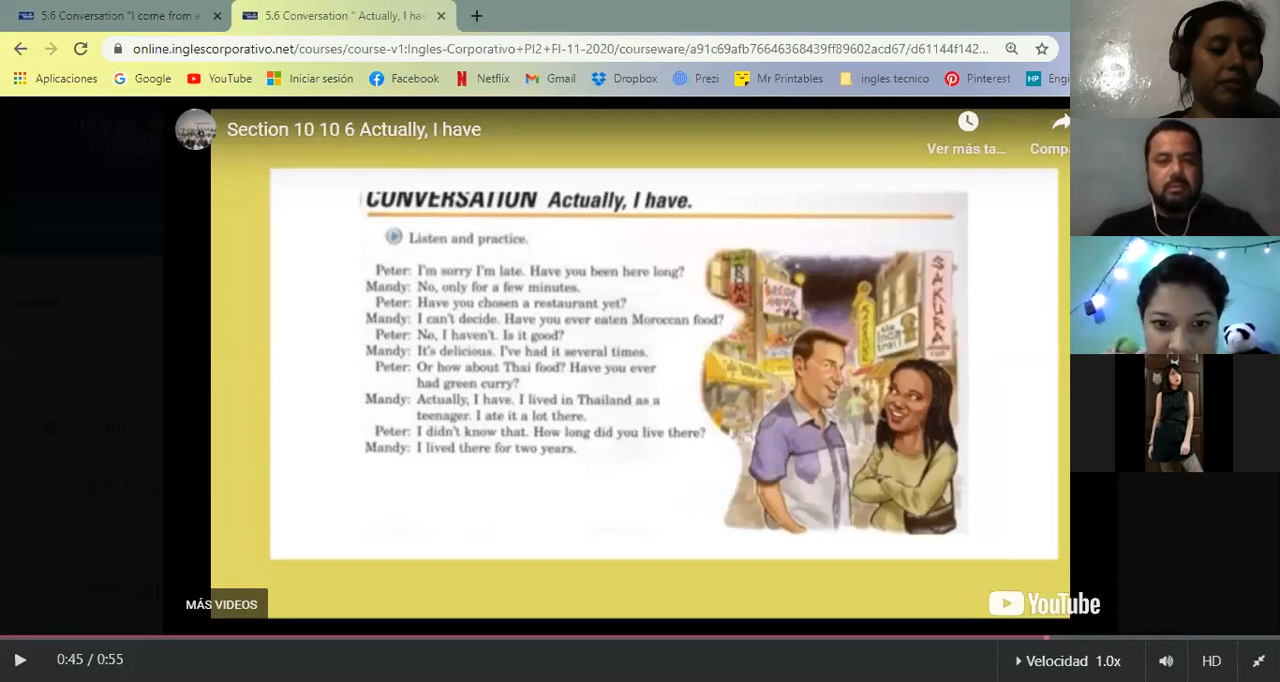 5.6 Conversation "I come from a
5.6 Conversation " Actually, I hav
online.inglescorporativo.net/courses/course-v1:Ingles-Corporativo+PI2+FI-11-2020/courseware/a91c69afb76646368439ff89602acd67/d61144f142...
Aplicaciones
Google
YouTube
Iniciar sesión
Facebook
Netflix
Gmail
Dropbox
Prezi
Mr Printables
ingles tecnico
Pinterest
HP
Engl
Section 10 10 6 Actually, I have
Ver más ta...
Compa
CONVERSATION Actually, I have.
Listen and practice.
Peter: I'm sorry I'm late. Have you been here long?
Mandy: No, only for a few minutes.
Peter: Have you chosen a restaurant yet?
Mandy: I can't decide. Have you ever eaten Moroccan food?
Peter: No, I haven't. Is it good?
Mandy: It's delicious. I've had it several times.
Peter: Or how about Thai food? Have you ever
had green curry?
Mandy: Actually, I have. I lived in Thailand as a
teenager. I ate it a lot there.
Peter: I didn't know that. How long did you live there?
Mandy: I lived there for two years.
ROMA
SAKURA
MÁS VIDEOS
YouTube
0:45 / 0:55
Velocidad 1.0x
HD